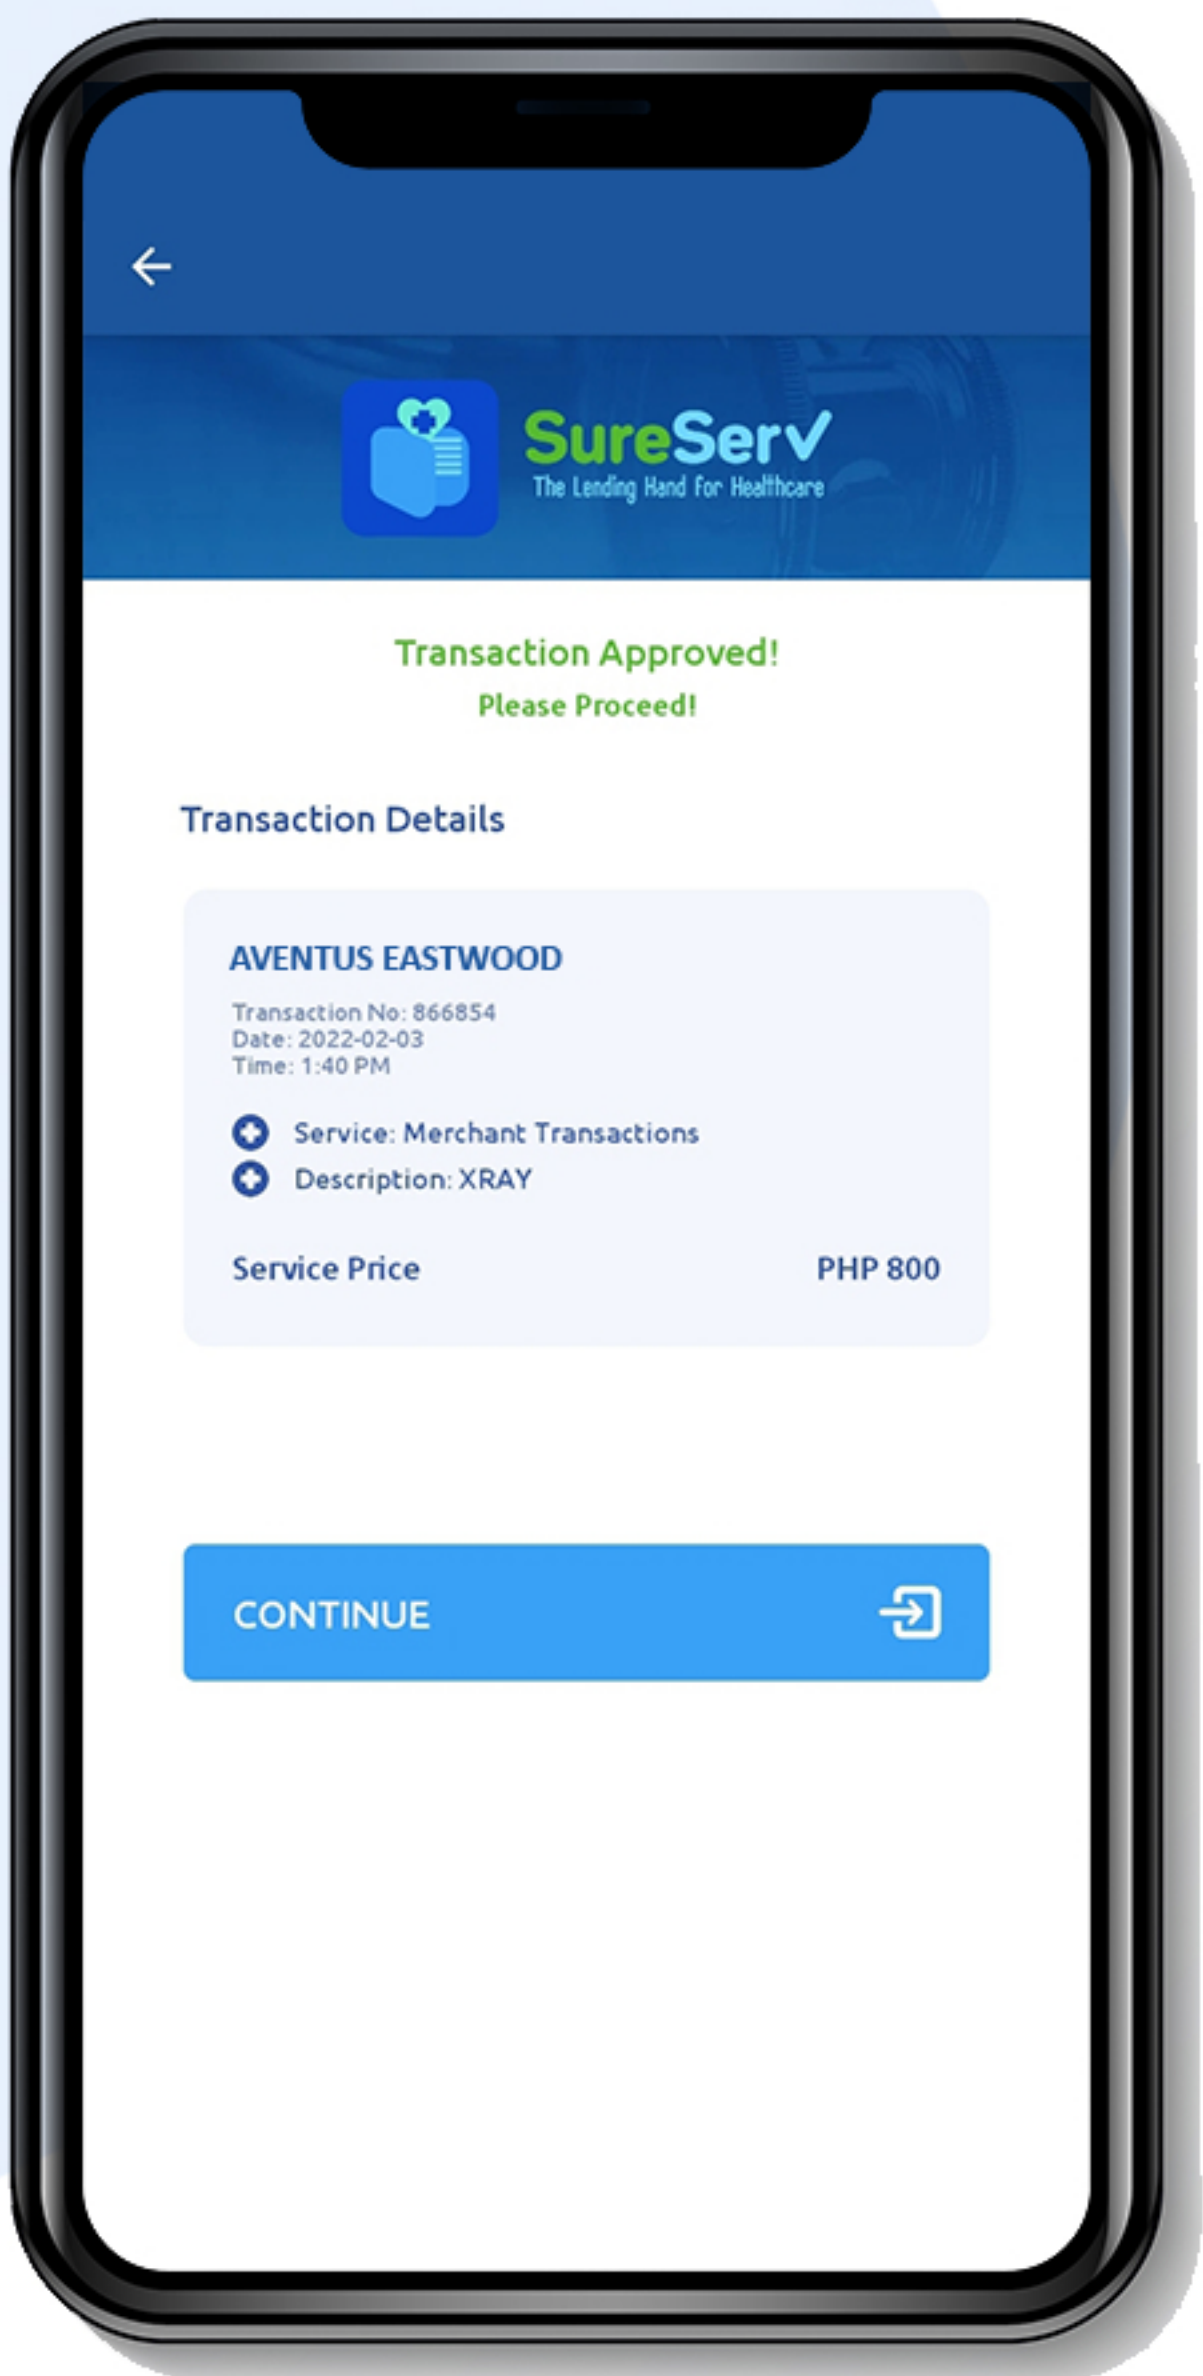 SureServ
The Lending Hand for Healthcare
Transaction Approved!
Please Proceed!
Transaction Details
AVENTUS EASTWOOD
Transaction No: 866854
Date: 2022-02-03
Time: 1:40 PM
Service: Merchant Transactions
Description: XRAY
Service Price PHP 800
CONTINUE